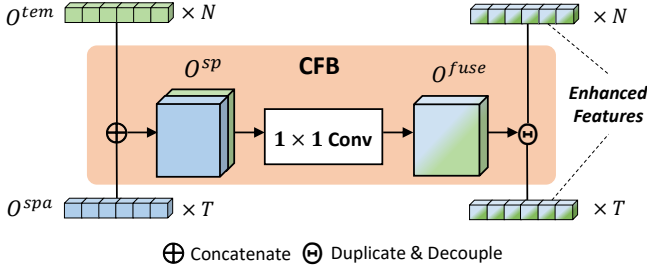 O^{tem} × N
× N
CFB
O^{sp}
O^{fuse}
1 × 1 Conv
Enhanced
Features
O^{spa} × T
× T
⊕ Concatenate
Θ Duplicate & Decouple